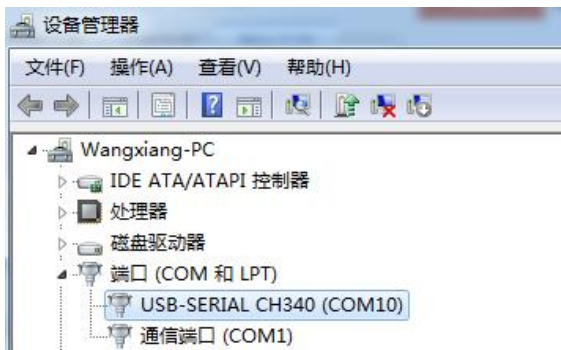 设备管理器
文件(F) 操作(A) 查看(V) 帮助(H)
Wangxiang-PC
IDE ATA/ATAPI 控制器
处理器
磁盘驱动器
端口 (COM 和 LPT)
USB-SERIAL CH340 (COM10)
通信端口 (COM1)